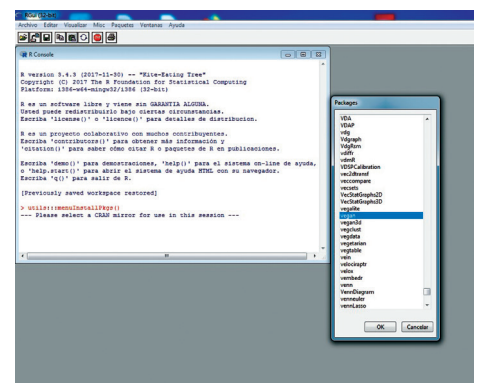 RGui (32-bit)
Archivo Editar Visualizar Misc Paquetes Ventanas Ayuda
R Console
R version 3.4.3 (2017-11-30) -- "Kite-Eating Tree"
Copyright (C) 2017 The R Foundation for Statistical Computing
Platform: i386-w64-mingw32/i386 (32-bit)
R es un software libre y viene sin GARANTIA ALGUNA.
Usted puede redistribuirlo bajo ciertas circunstancias.
Escriba 'license()' o 'licence()' para detalles de distribucion.
R es un proyecto colaborativo con muchos contribuyentes.
Escriba 'contributors()' para obtener más información y
'citation()' para saber cómo citar R o paquetes de R en publicaciones.
Escriba 'demo()' para demostraciones, 'help()' para el sistema on-line de ayuda,
o 'help.start()' para abrir el sistema de ayuda HTML con su navegador.
Escriba 'q()' para salir de R.
[Previously saved workspace restored]
> utils:::menuInstallPkgs()
--- Please select a CRAN mirror for use in this session ---
Packages
VDA
VDAP
vdg
Vdgraph
VdgRsm
vdiffr
vdmR
VDSPCalibration
vec2dtransf
veccompare
vecsets
VecStatGraphs2D
VecStatGraphs3D
vegalite
vegan
vegan3d
vegclust
vegdata
vegetarian
vegtable
vein
velociraptr
velox
vembedr
venn
VennDiagram
venneuler
vennLasso
OK Cancelar